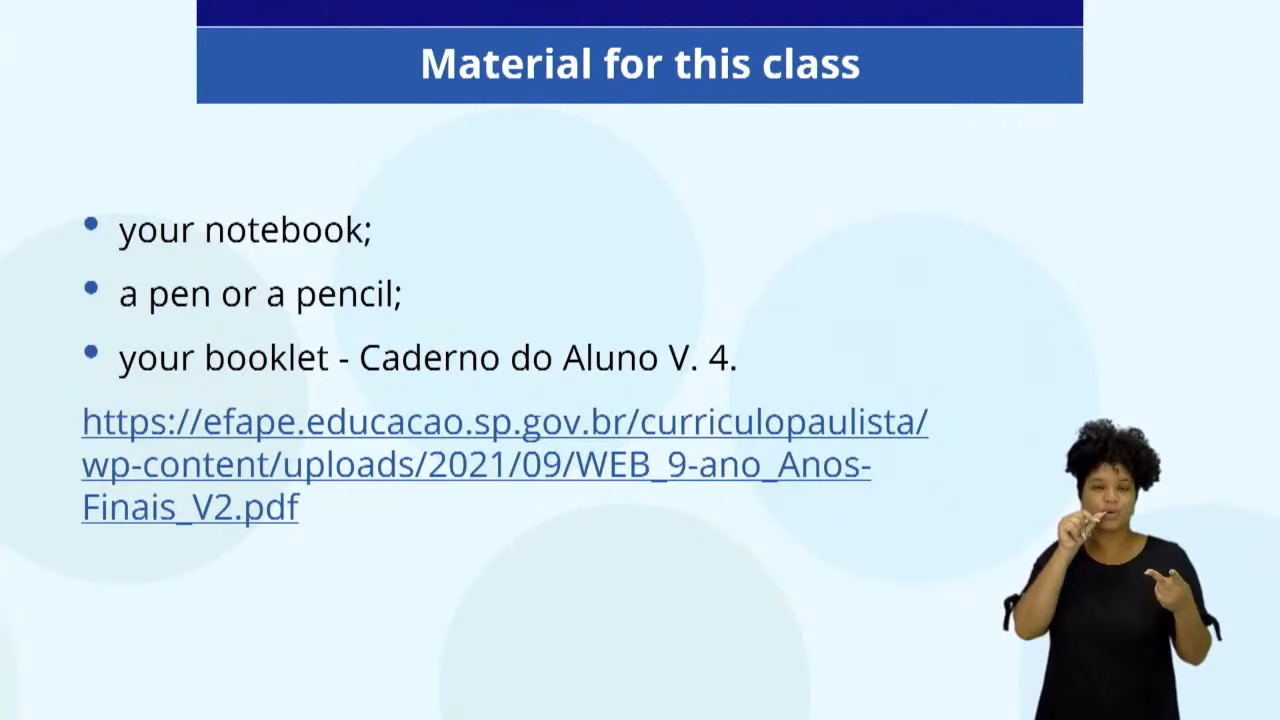 Material for this class
• your notebook;
• a pen or a pencil;
• your booklet - Caderno do Aluno V. 4.
https://efape.educacao.sp.gov.br/curriculopaulista/
wp-content/uploads/2021/09/WEB_9-ano_Anos-
Finais_V2.pdf